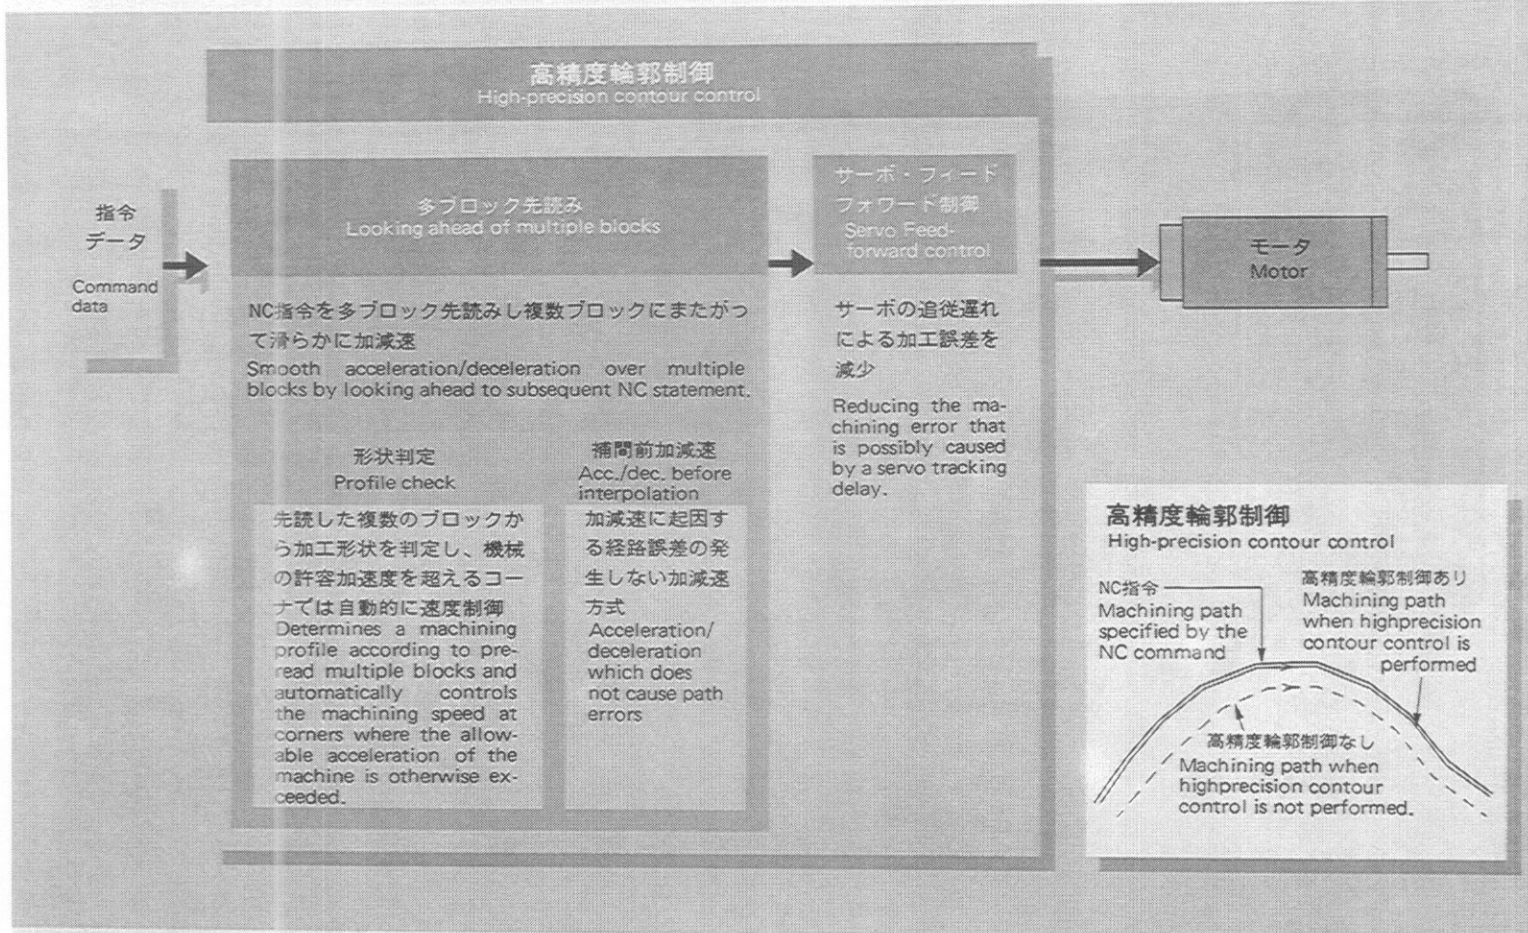 高精度輪郭制御
High-precision contour control
指令
データ
Command
data
多ブロック先読み
Looking ahead of multiple blocks
NC指令を多ブロック先読みし複数ブロックにまたがっ
て滑らかに加減速
Smooth acceleration/deceleration over multiple
blocks by looking ahead to subsequent NC statement.
形状判定
Profile check
先読した複数のブロックか
ら加工形状を判定し、機械
の許容加速度を超えるコー
ナでは自動的に速度制御
Determines a machining
profile according to pre-
read multiple blocks and
automatically controls
the machining speed at
corners where the allow-
able acceleration of the
machine is otherwise ex-
ceeded.
補間前加減速
Acc./dec. before
interpolation
加減速に起因す
る経路誤差の発
生しない加減速
方式
Acceleration/
deceleration
which does
not cause path
errors
サーボ・フィード
フォワード制御
Servo Feed-
forward control
サーボの追従遅れ
による加工誤差を
減少
Reducing the ma-
chining error that
is possibly caused
by a servo tracking
delay.
モータ
Motor
高精度輪郭制御
High-precision contour control
NC指令
Machining path
specified by the
NC command
高精度輪郭制御あり
Machining path
when highprecision
contour control is
performed
高精度輪郭制御なし
Machining path when
highprecision contour
control is not performed.